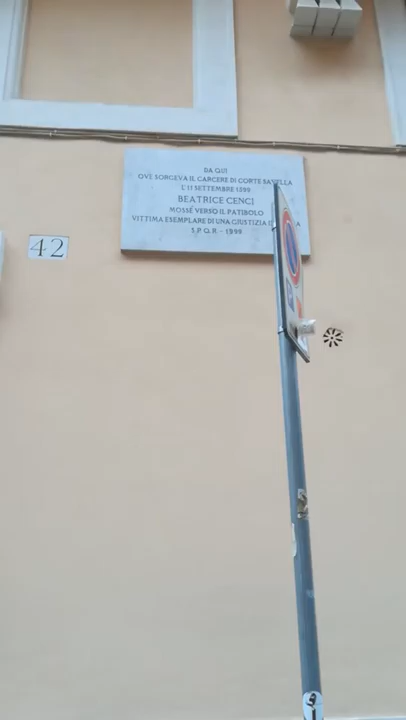 DA QUI
OVE SORGEVA IL CARCERE DI CORTE SAVELLA
L'11 SETTEMBRE 1599
BEATRICE CENCI
MOSSE VERSO IL PATIBOLO
VITTIMA ESEMPLARE DI UNA GIUSTIZIA
S.P.Q.R. - 1999
42
P